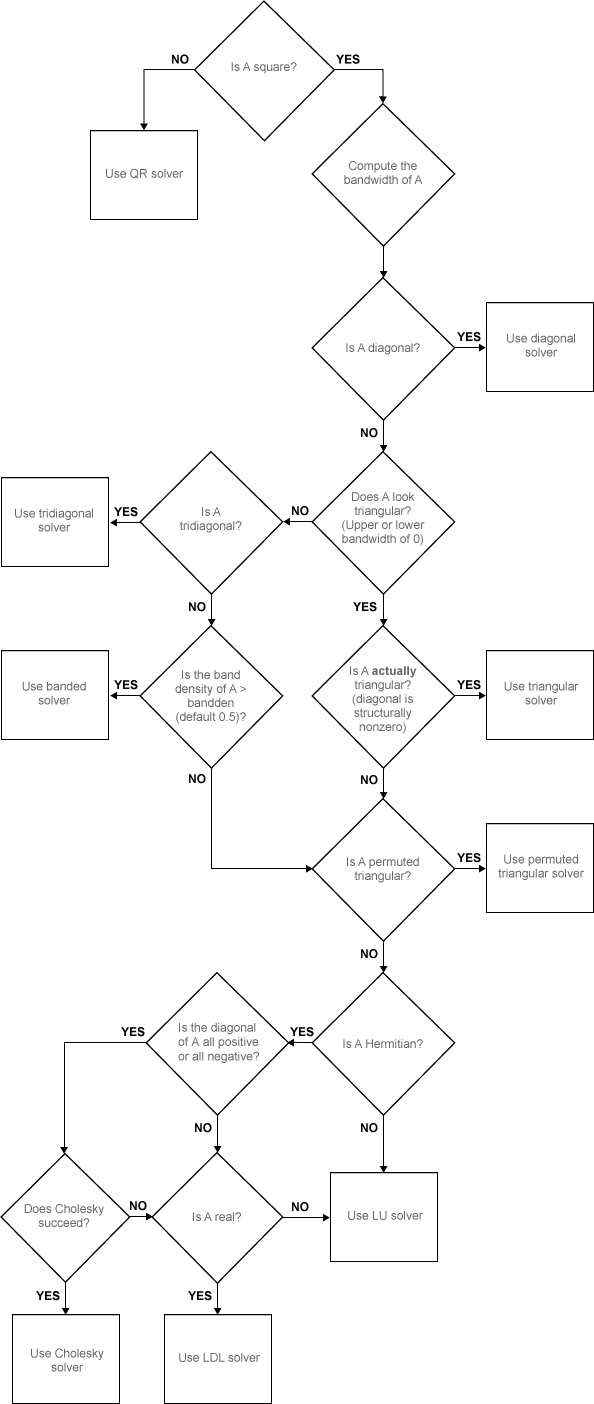 Is A square?
NO
YES
Use QR solver
Compute the
bandwidth of A
Is A diagonal?
YES
Use diagonal
solver
NO
Does A look
triangular?
(Upper or lower
bandwidth of 0)
NO
Is A
tridiagonal?
YES
Use tridiagonal
solver
NO
YES
Is the band
density of A >
bandden
(default 0.5)?
YES
Use banded
solver
Is A actually
triangular?
(diagonal is
structurally
nonzero)
YES
Use triangular
solver
NO
NO
Is A permuted
triangular?
YES
Use permuted
triangular solver
NO
Is A Hermitian?
YES
Is the diagonal
of A all positive
or all negative?
YES
NO
NO
Does Cholesky
succeed?
NO
Is A real?
NO
Use LU solver
YES
YES
Use Cholesky
solver
Use LDL solver